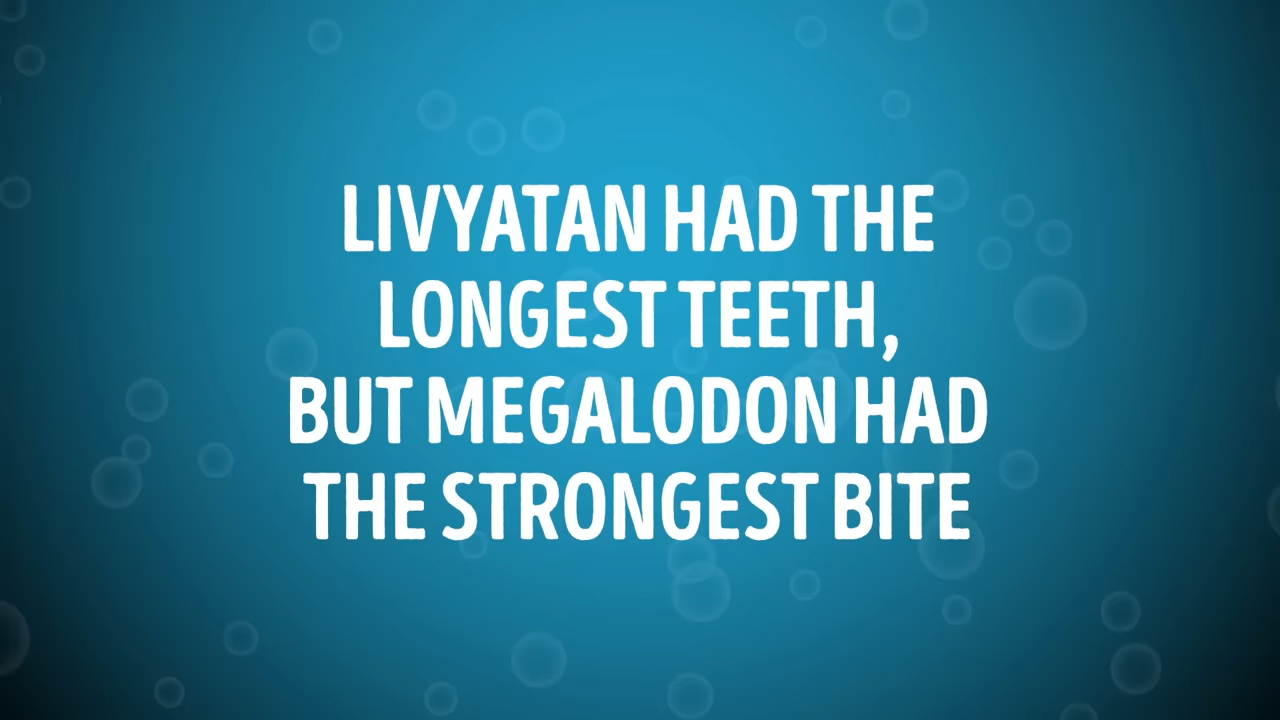 LIVYATAN HAD THE
LONGEST TEETH,
BUT MEGALODON HAD
THE STRONGEST BITE